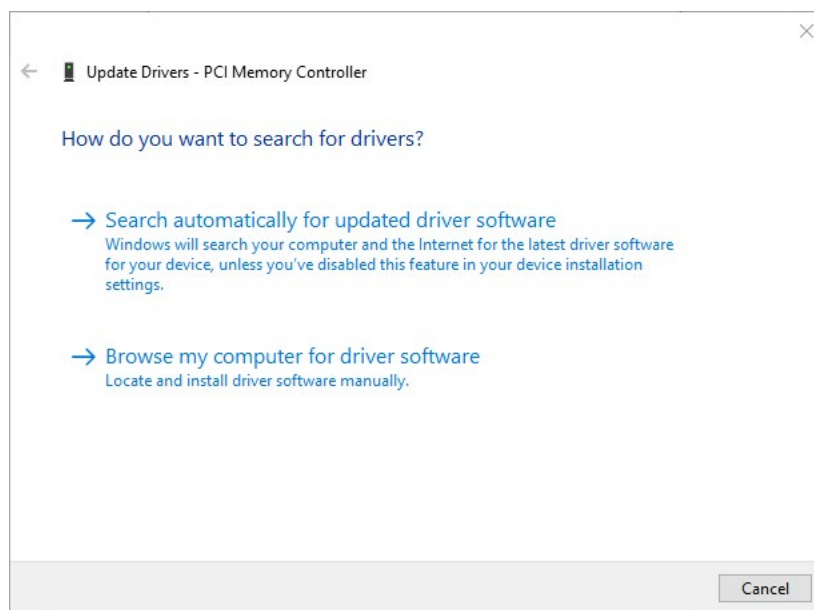 Update Drivers - PCI Memory Controller
How do you want to search for drivers?
Search automatically for updated driver software
Windows will search your computer and the Internet for the latest driver software
for your device, unless you've disabled this feature in your device installation
settings.
Browse my computer for driver software
Locate and install driver software manually.
Cancel